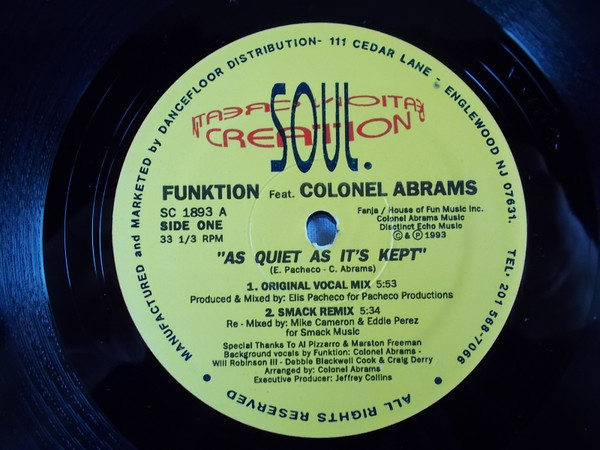 MANUFACTURED and MARKETED by DANCEFLOOR DISTRIBUTION- 111 CEDAR LANE - ENGLEWOOD NJ 07631. TEL' 201 568-7066
SOUL.
CREATION
FUNKTION Feat. COLONEL ABRAMS
SC 1893 A
SIDE ONE
33 1/3 RPM
Fanja / House of Fun Music Inc.
Colonel Abrams Music
Disctinct Echo Music
© & ℗ 1993
"AS QUIET AS IT'S KEPT"
(E. Pacheco - C. Abrams)
1. ORIGINAL VOCAL MIX 5:53
Produced & Mixed by: Elis Pacheco for Pacheco Productions
2. SMACK REMIX 5:34
Re - Mixed by: Mike Cameron & Eddie Perez
for Smack Music
Special Thanks To Al Pizzarro & Marston Freeman
Background vocals by Funktion: Colonel Abrams -
Will Robinson III - Debbie Blackwell Cook & Craig Derry
Arranged by: Colonel Abrams
Executive Producer: Jeffrey Collins
• ALL RIGHTS RESERVED •